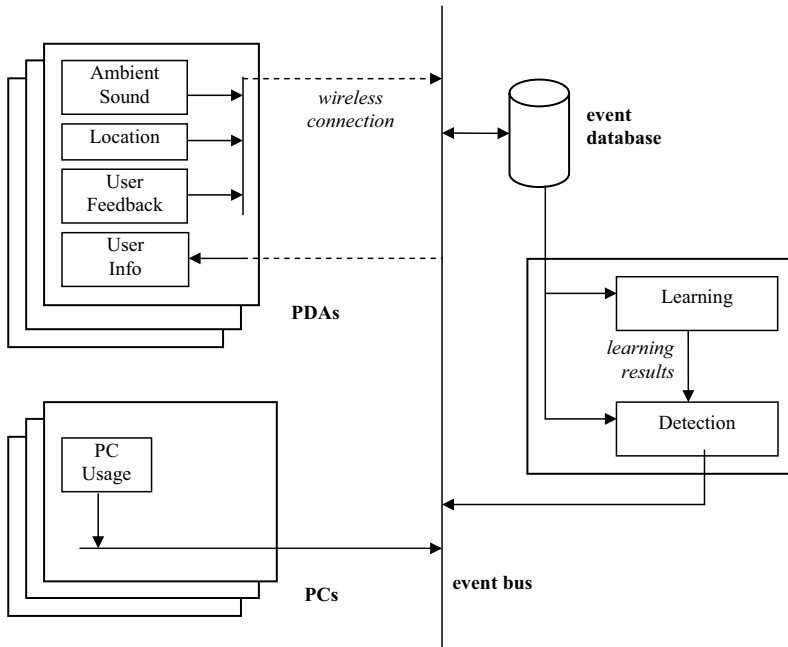 Ambient
Sound
Location
User
Feedback
User
Info
PDAs
wireless
connection
event
database
Learning
learning
results
Detection
PC
Usage
PCs
event bus